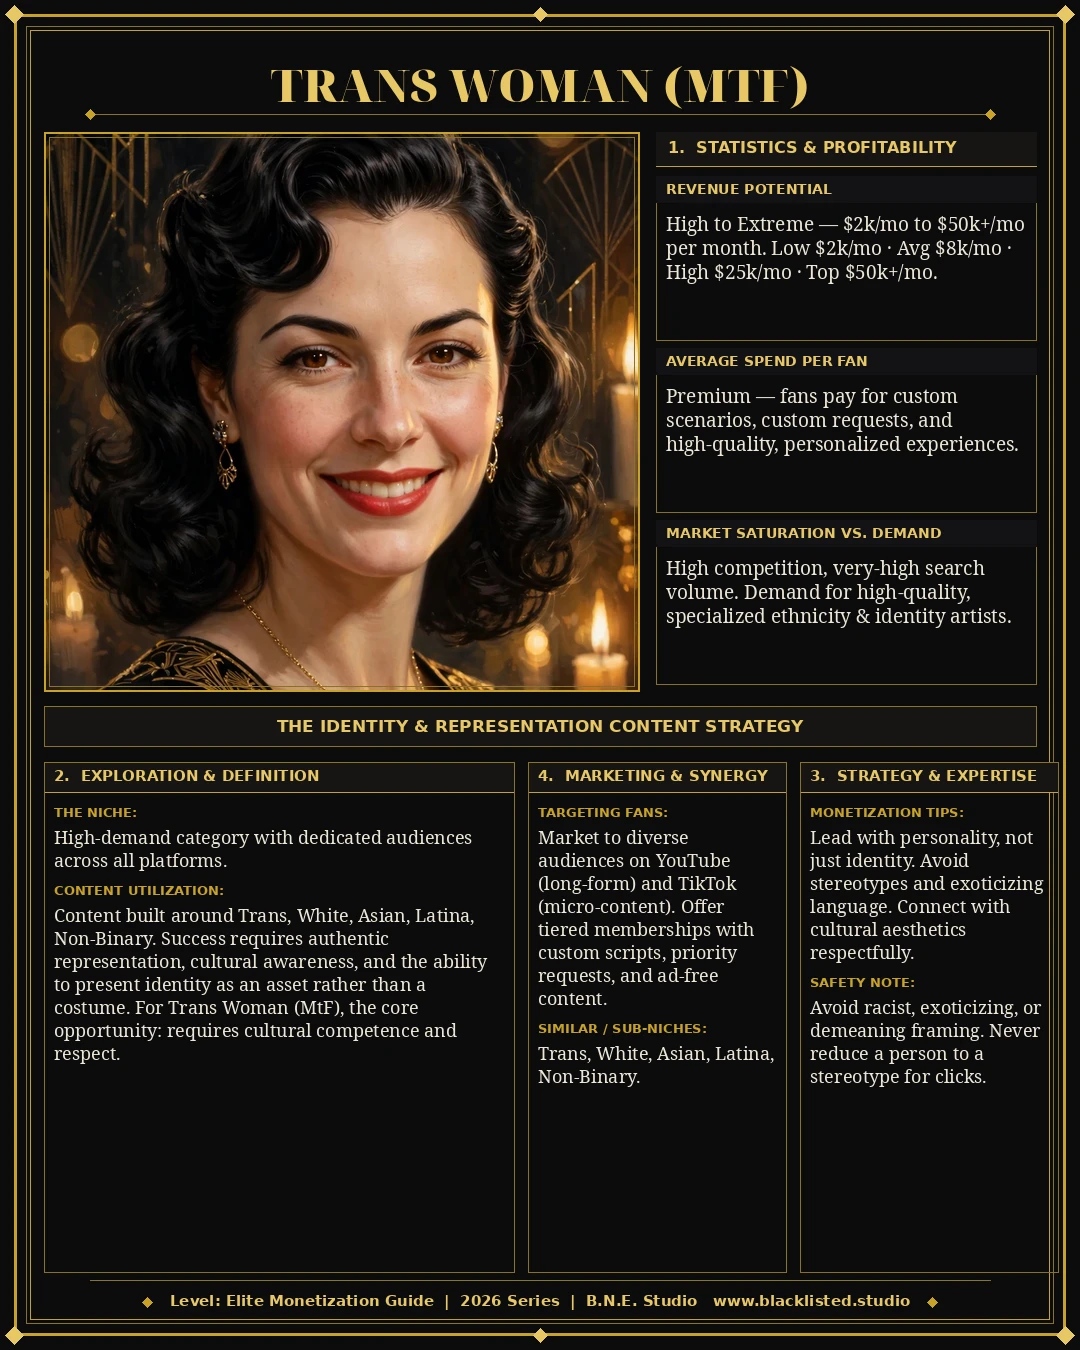 TRANS WOMAN (MTF)
1. STATISTICS & PROFITABILITY
REVENUE POTENTIAL
High to Extreme — $2k/mo to $50k+/mo
per month. Low $2k/mo · Avg $8k/mo ·
High $25k/mo · Top $50k+/mo.
AVERAGE SPEND PER FAN
Premium — fans pay for custom
scenarios, custom requests, and
high-quality, personalized experiences.
MARKET SATURATION VS. DEMAND
High competition, very-high search
volume. Demand for high-quality,
specialized ethnicity & identity artists.
THE IDENTITY & REPRESENTATION CONTENT STRATEGY
2. EXPLORATION & DEFINITION
THE NICHE:
High-demand category with dedicated audiences
across all platforms.
CONTENT UTILIZATION:
Content built around Trans, White, Asian, Latina,
Non-Binary. Success requires authentic
representation, cultural awareness, and the ability
to present identity as an asset rather than a
costume. For Trans Woman (MtF), the core
opportunity: requires cultural competence and
respect.
4. MARKETING & SYNERGY
TARGETING FANS:
Market to diverse
audiences on YouTube
(long-form) and TikTok
(micro-content). Offer
tiered memberships with
custom scripts, priority
requests, and ad-free
content.
SIMILAR / SUB-NICHES:
Trans, White, Asian, Latina,
Non-Binary.
3. STRATEGY & EXPERTISE
MONETIZATION TIPS:
Lead with personality, not
just identity. Avoid
stereotypes and exoticizing
language. Connect with
cultural aesthetics
respectfully.
SAFETY NOTE:
Avoid racist, exoticizing, or
demeaning framing. Never
reduce a person to a
stereotype for clicks.
Level: Elite Monetization Guide | 2026 Series | B.N.E. Studio www.blacklisted.studio